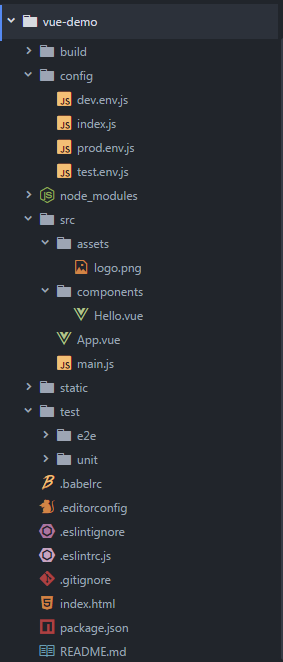 vue-demo
build
config
dev.env.js
index.js
prod.env.js
test.env.js
node_modules
src
assets
logo.png
components
Hello.vue
App.vue
main.js
static
test
e2e
unit
.babelrc
.editorconfig
.eslintignore
.eslintrc.js
.gitignore
index.html
package.json
README.md